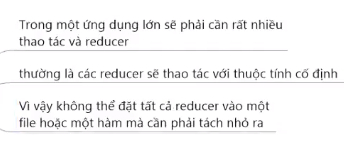 Trong một ứng dụng lớn sẽ phải cần rất nhiều
thao tác và reducer
thường là các reducer sẽ thao tác với thuộc tính cố định
Vì vậy không thể đặt tất cả reducer vào một
file hoặc một hàm mà cần phải tách nhỏ ra